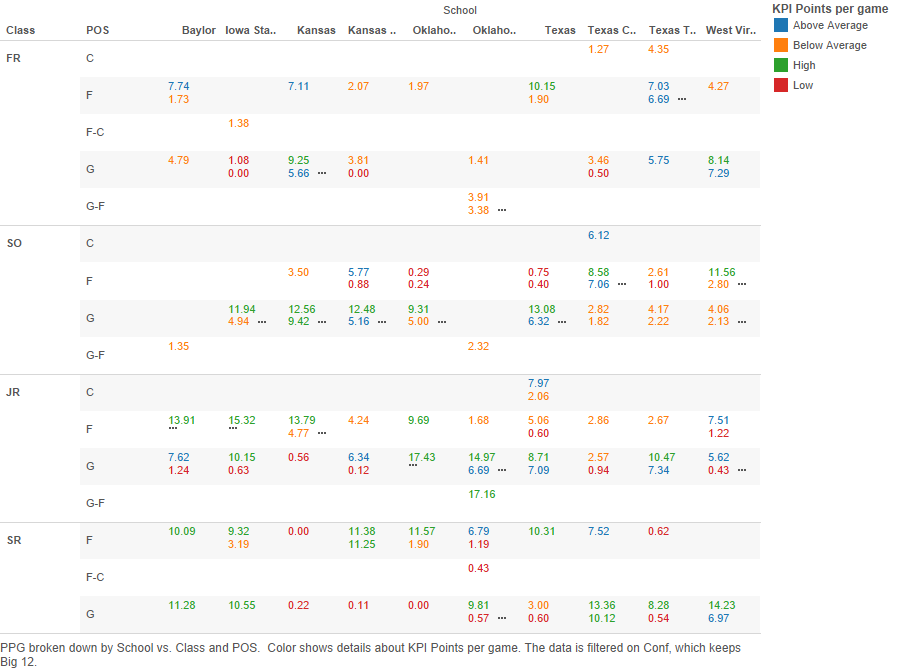 School
Class POS Baylor Iowa Sta.. Kansas Kansas .. Oklaho.. Oklaho.. Texas Texas C.. Texas T.. West Vir..
FR C 1.27 4.35
F 7.74 7.11 2.07 1.97 10.15 7.03 4.27
1.73 1.90 6.69 ...
F-C 1.38
G 4.79 1.08 9.25 3.81 1.41 3.46 5.75 8.14
0.00 5.66 ... 0.00 0.50 7.29
G-F 3.91
3.38 ...
SO C 6.12
F 3.50 5.77 0.29 0.75 8.58 2.61 11.56
0.88 0.24 0.40 7.06 ... 1.00 2.80 ...
G 11.94 12.56 12.48 9.31 13.08 2.82 4.17 4.06
4.94 ... 9.42 ... 5.16 ... 5.00 ... 6.32 ... 1.82 2.22 2.13 ...
G-F 1.35 2.32
JR C 7.97
2.06
F 13.91 15.32 13.79 4.24 9.69 1.68 5.06 2.86 2.67 7.51
... ... 4.77 ... 0.60 1.22
G 7.62 10.15 0.56 6.34 17.43 14.97 8.71 2.57 10.47 5.62
1.24 0.63 0.12 ... 6.69 ... 7.09 0.94 7.34 0.43 ...
G-F 17.16
SR F 10.09 9.32 0.00 11.38 11.57 6.79 10.31 7.52 0.62
3.19 11.25 1.90 1.19
F-C 0.43
G 11.28 10.55 0.22 0.11 0.00 9.81 3.00 13.36 8.28 14.23
0.57 ... 0.60 10.12 0.54 6.97
KPI Points per game
Above Average
Below Average
High
Low
PPG broken down by School vs. Class and POS. Color shows details about KPI Points per game. The data is filtered on Conf, which keeps
Big 12.